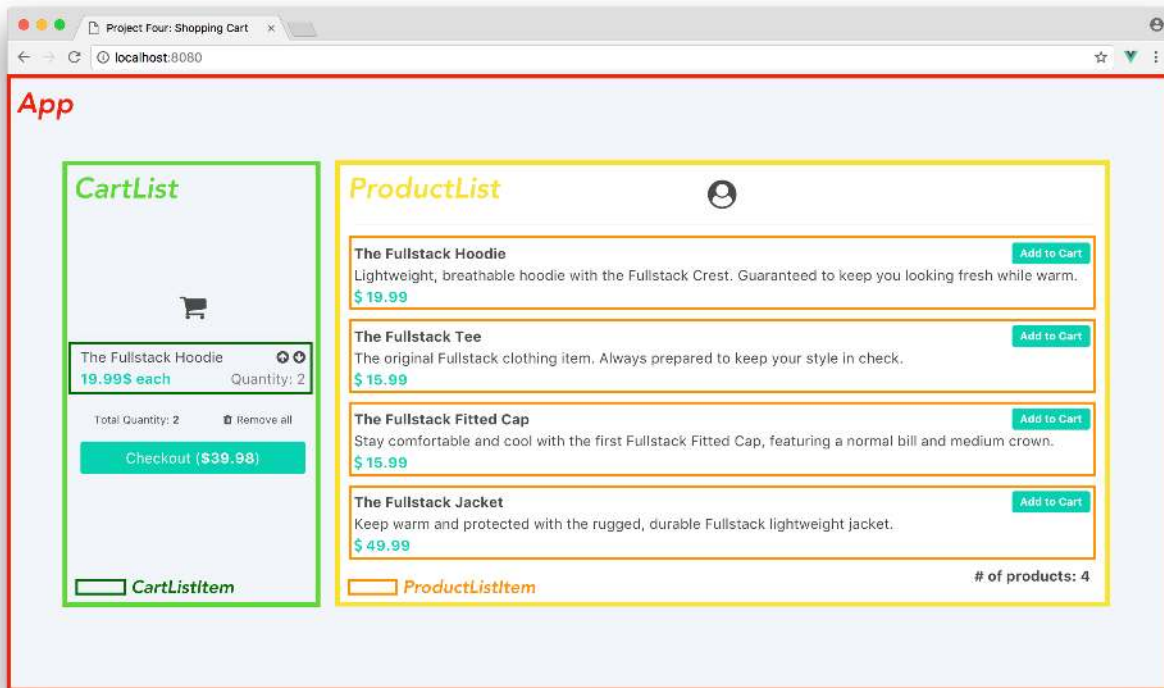 Project Four: Shopping Cart
localhost:8080
App
CartList
The Fullstack Hoodie
19.99$ each Quantity: 2
Total Quantity: 2 Remove all
Checkout ($39.98)
CartListItem
ProductList
The Fullstack Hoodie Add to Cart
Lightweight, breathable hoodie with the Fullstack Crest. Guaranteed to keep you looking fresh while warm.
$ 19.99
The Fullstack Tee Add to Cart
The original Fullstack clothing item. Always prepared to keep your style in check.
$ 15.99
The Fullstack Fitted Cap Add to Cart
Stay comfortable and cool with the first Fullstack Fitted Cap, featuring a normal bill and medium crown.
$ 15.99
The Fullstack Jacket Add to Cart
Keep warm and protected with the rugged, durable Fullstack lightweight jacket.
$ 49.99
# of products: 4
ProductListItem